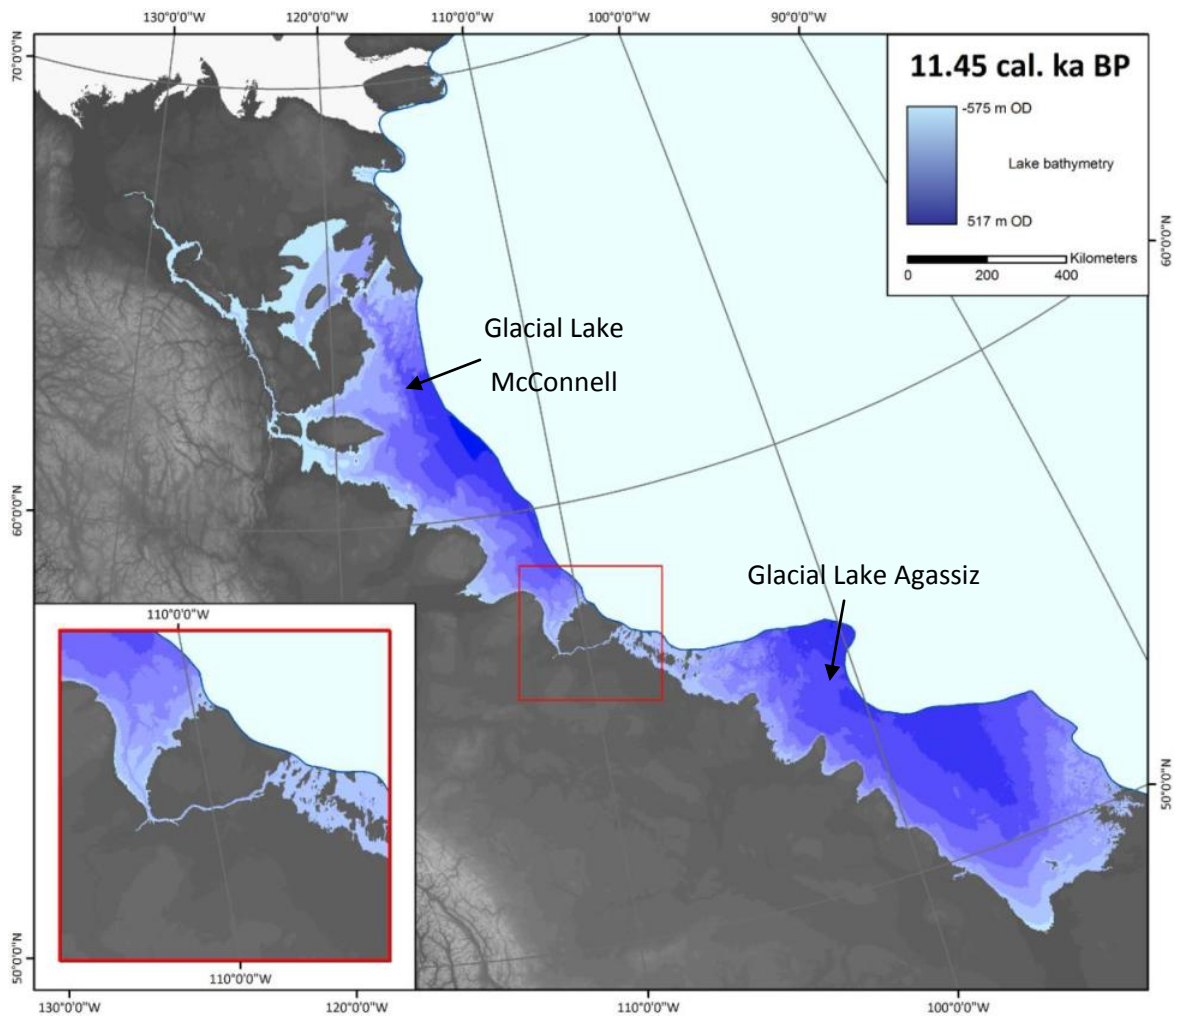 130°0'0"W
120°0'0"W
110°0'0"W
100°0'0"W
90°0'0"W
70°0'0"N
11.45 cal. ka BP
-575 m OD
Lake bathymetry
517 m OD
Kilometers
0 200 400
60°0'0"N
Glacial Lake
McConnell
60°0'0"N
Glacial Lake Agassiz
110°0'0"W
50°0'0"N
50°0'0"N
110°0'0"W
130°0'0"W
120°0'0"W
110°0'0"W
100°0'0"W